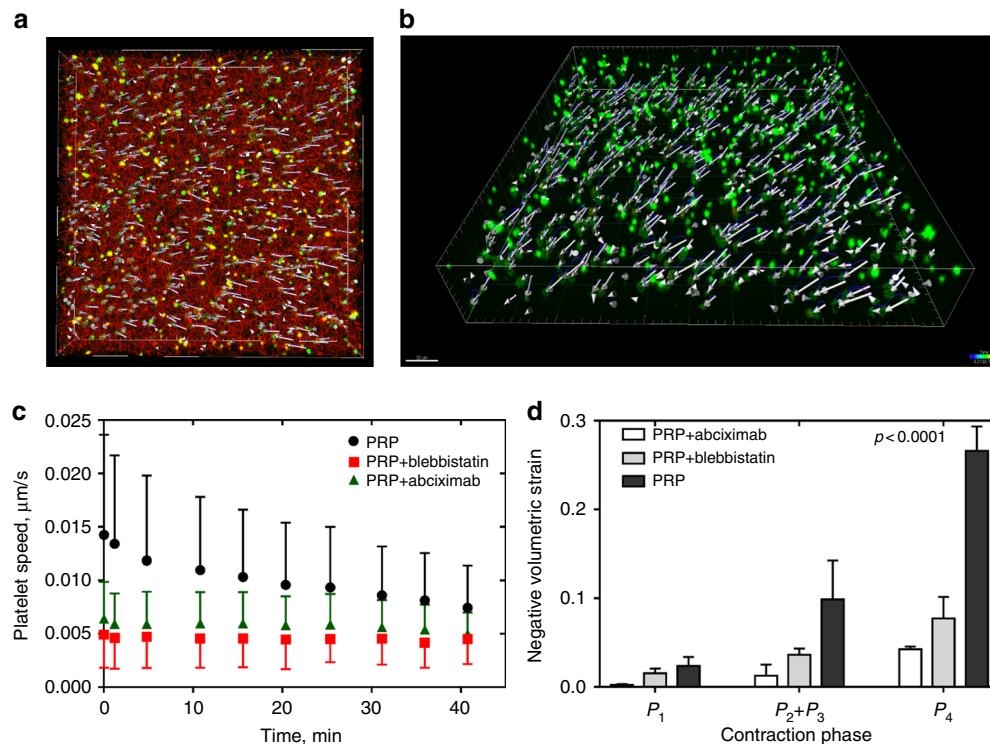 a
b
c
0.025
0.020
0.015
0.010
0.005
0.000
Platelet speed, μm/s
PRP
PRP+blebbistatin
PRP+abciximab
0 10 20 30 40
Time, min
d
0.3
0.2
0.1
0.0
Negative volumetric strain
PRP+abciximab
PRP+blebbistatin
PRP
p < 0.0001
P1 P2+P3 P4
Contraction phase